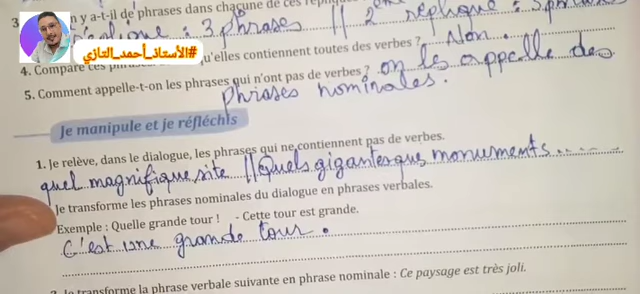 3. n y a-t-il de phrases dans chacune de ces répliques
réplique : 3 phrases // 2ème réplique : 3 phrases
#الأستاذ_أحمد_التازي
4. Compare ces phrases qu'elles contiennent toutes des verbes ? Non.
5. Comment appelle-t-on les phrases qui n'ont pas de verbes ? on les appelle des
phrases nominales.
Je manipule et je réfléchis
1. Je relève, dans le dialogue, les phrases qui ne contiennent pas de verbes.
quel magnifique site // Quels gigantesques monuments
Je transforme les phrases nominales du dialogue en phrases verbales.
Exemple : Quelle grande tour ! - Cette tour est grande.
C'est une grande tour.
Je transforme la phrase verbale suivante en phrase nominale : Ce paysage est très joli.